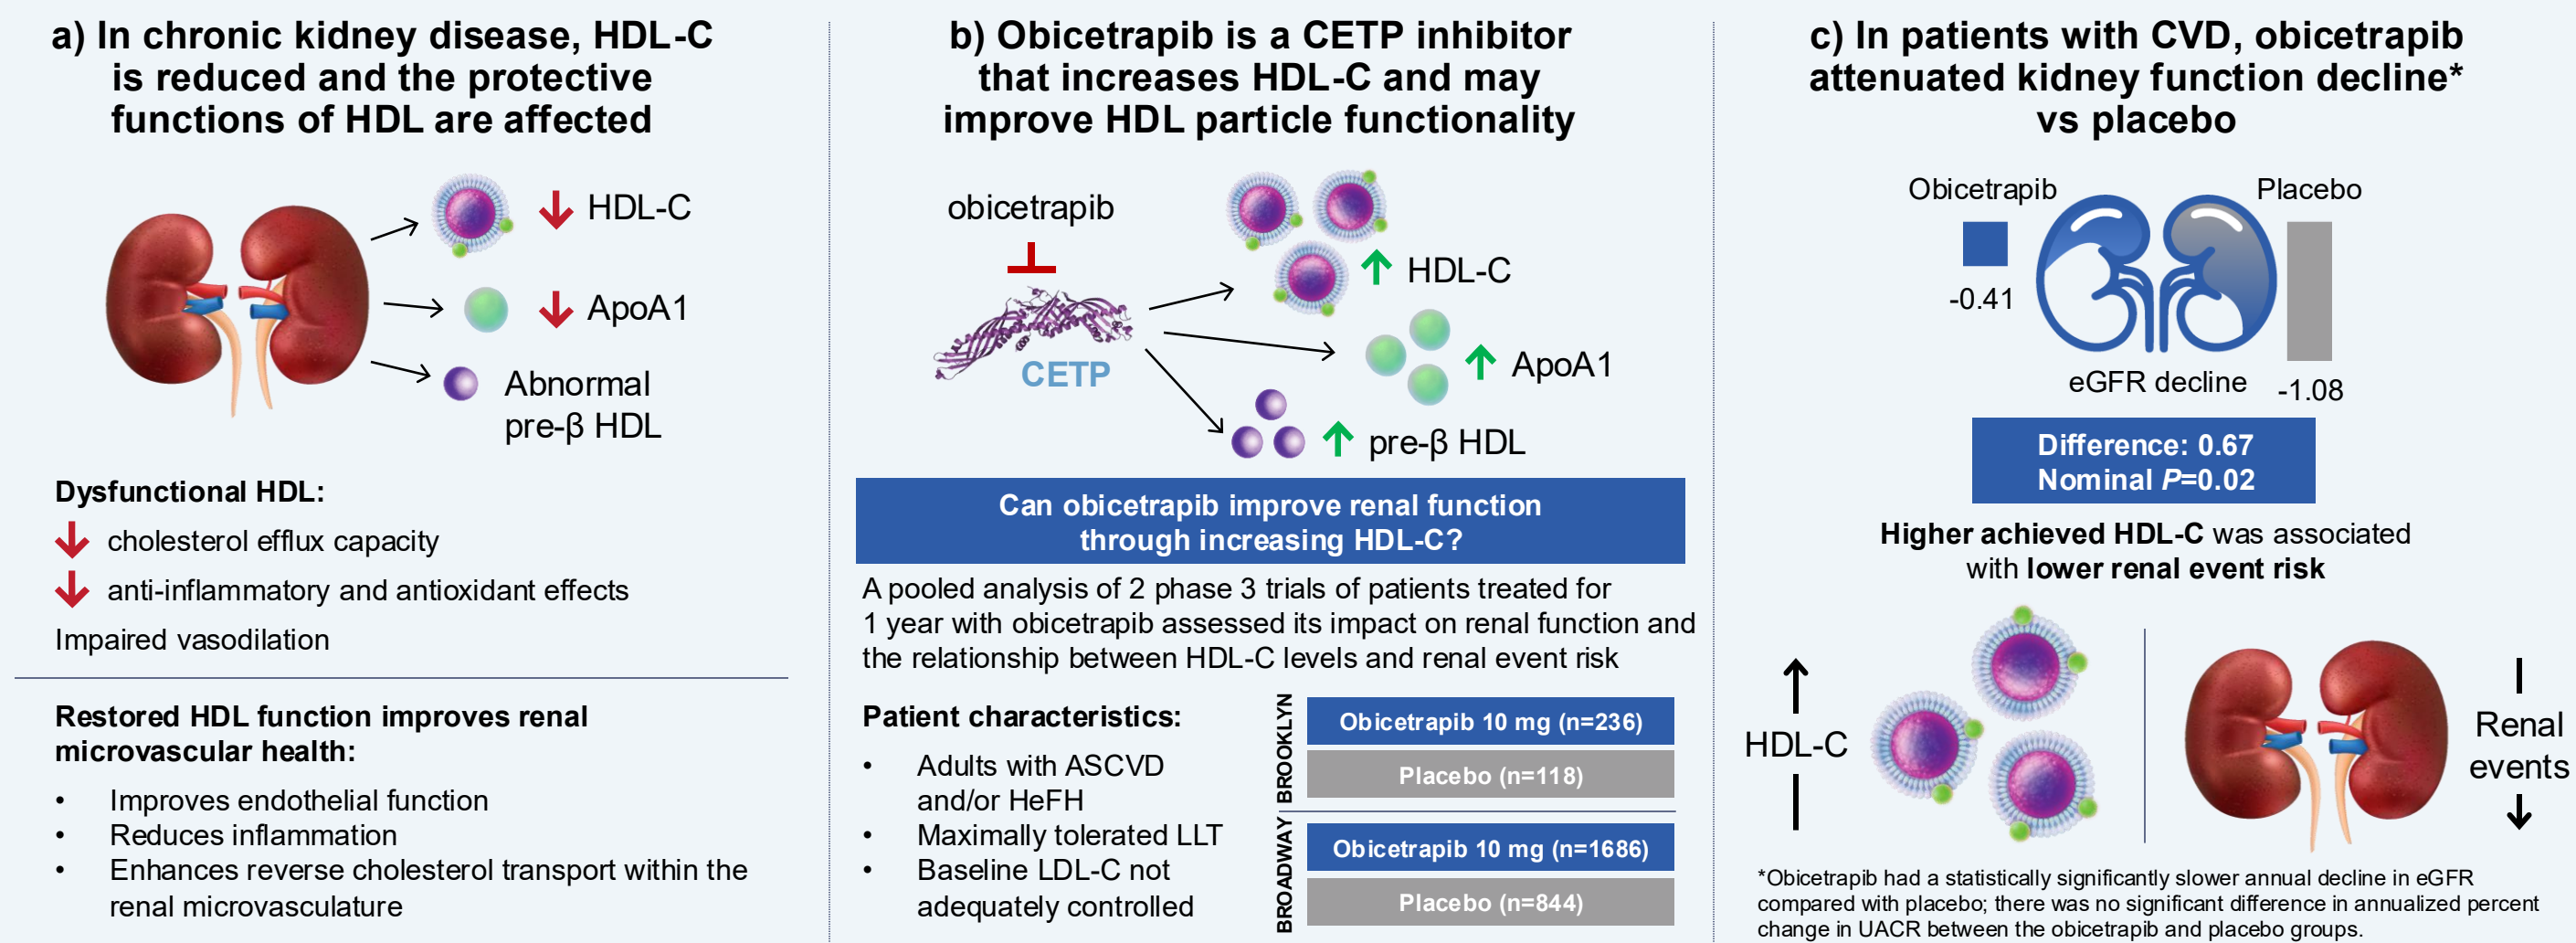 a) In chronic kidney disease, HDL-C
is reduced and the protective
functions of HDL are affected
HDL-C
ApoA1
Abnormal
pre-β HDL
Dysfunctional HDL:
cholesterol efflux capacity
anti-inflammatory and antioxidant effects
Impaired vasodilation
Restored HDL function improves renal
microvascular health:
• Improves endothelial function
• Reduces inflammation
• Enhances reverse cholesterol transport within the
renal microvasculature
b) Obicetrapib is a CETP inhibitor
that increases HDL-C and may
improve HDL particle functionality
obicetrapib
CETP
HDL-C
ApoA1
pre-β HDL
Can obicetrapib improve renal function
through increasing HDL-C?
A pooled analysis of 2 phase 3 trials of patients treated for
1 year with obicetrapib assessed its impact on renal function and
the relationship between HDL-C levels and renal event risk
Patient characteristics:
• Adults with ASCVD
and/or HeFH
• Maximally tolerated LLT
• Baseline LDL-C not
adequately controlled
BROOKLYN
Obicetrapib 10 mg (n=236)
Placebo (n=118)
BROADWAY
Obicetrapib 10 mg (n=1686)
Placebo (n=844)
c) In patients with CVD, obicetrapib
attenuated kidney function decline*
vs placebo
Obicetrapib
Placebo
-0.41
eGFR decline
-1.08
Difference: 0.67
Nominal P=0.02
Higher achieved HDL-C was associated
with lower renal event risk
HDL-C
Renal
events
*Obicetrapib had a statistically significantly slower annual decline in eGFR
compared with placebo; there was no significant difference in annualized percent
change in UACR between the obicetrapib and placebo groups.